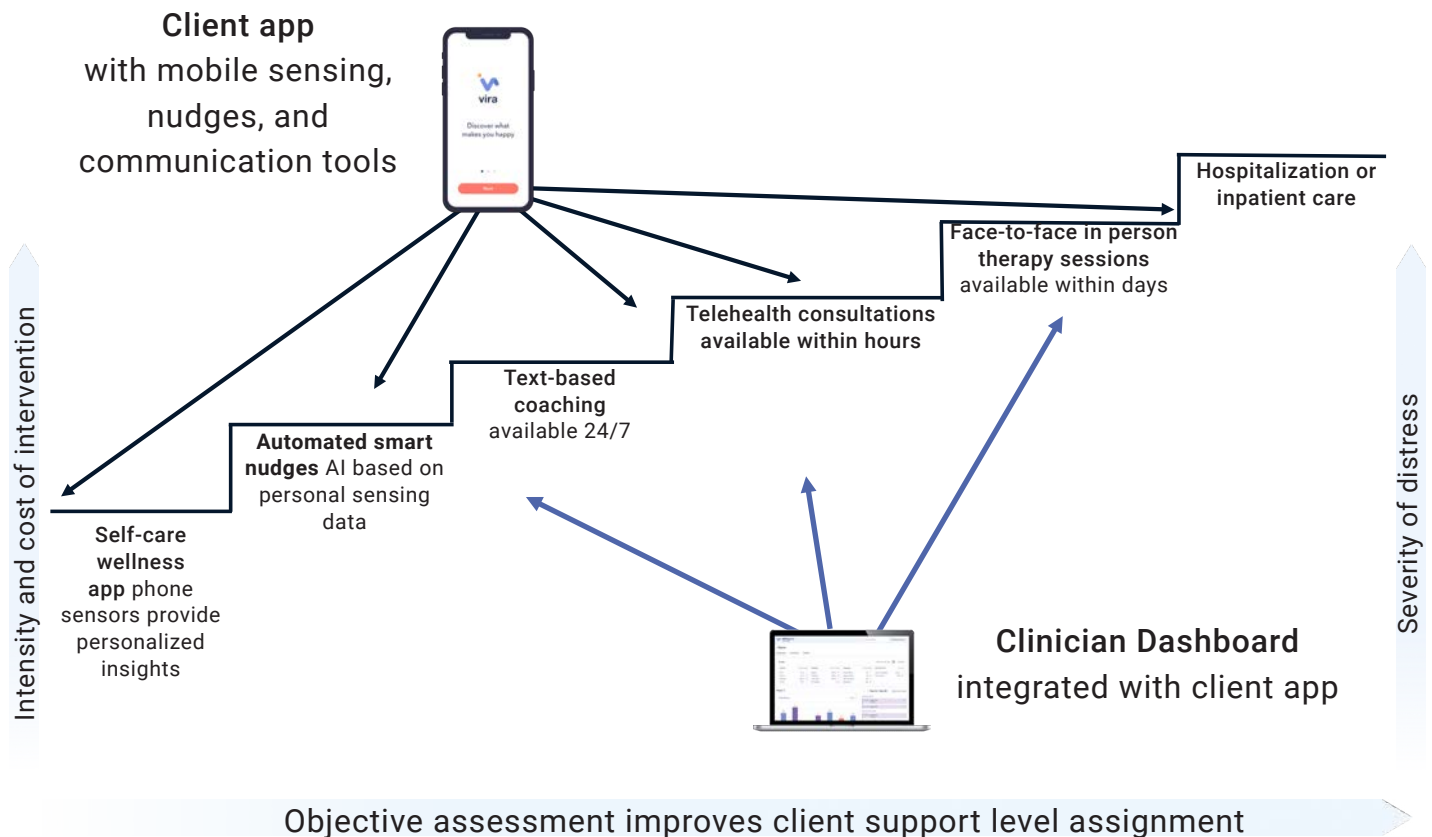 Client app
with mobile sensing,
nudges, and
communication tools
vira
Discover what
makes you happy
Hospitalization or
inpatient care
Face-to-face in person
therapy sessions
available within days
Telehealth consultations
available within hours
Text-based
coaching
available 24/7
Automated smart
nudges AI based on
personal sensing
data
Self-care
wellness
app phone
sensors provide
personalized
insights
Intensity and cost of intervention
Severity of distress
Clinician Dashboard
integrated with client app
Objective assessment improves client support level assignment